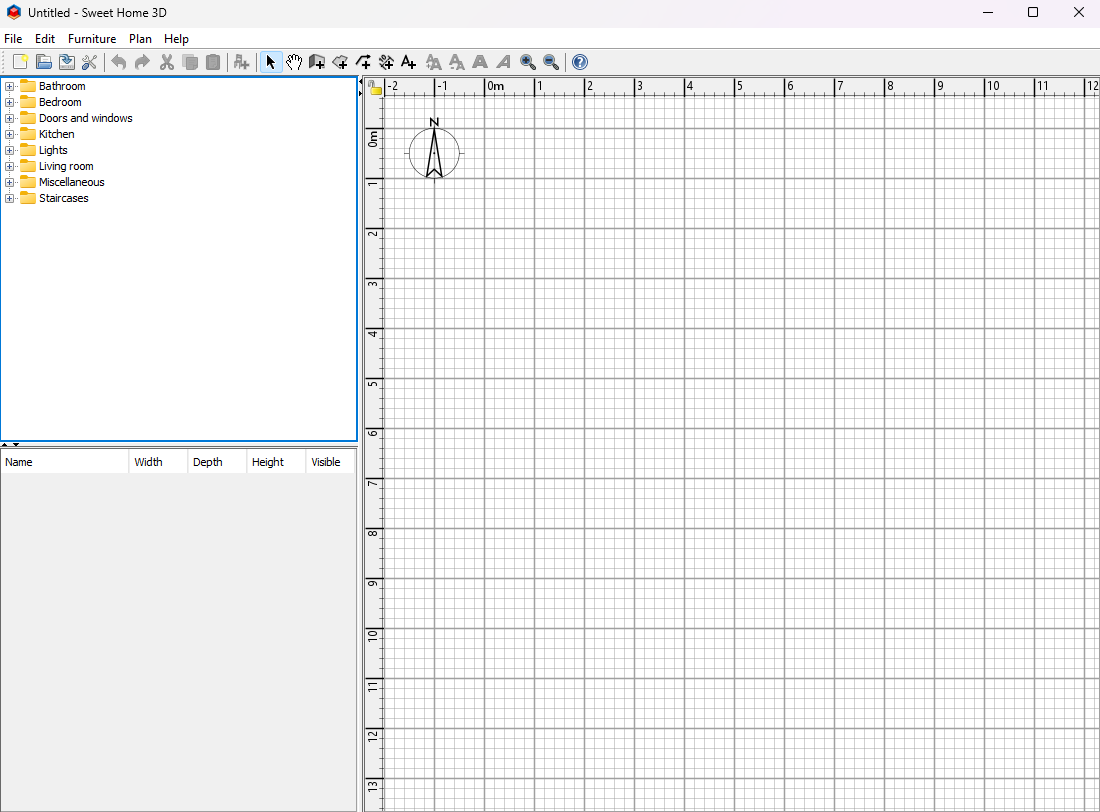 Untitled - Sweet Home 3D
File Edit Furniture Plan Help
Bathroom
Bedroom
Doors and windows
Kitchen
Lights
Living room
Miscellaneous
Staircases
Name Width Depth Height Visible
-2 -1 0m 1 2 3 4 5 6 7 8 9 10 11 12
N
0m
1
2
3
4
5
6
7
8
9
10
11
12
13